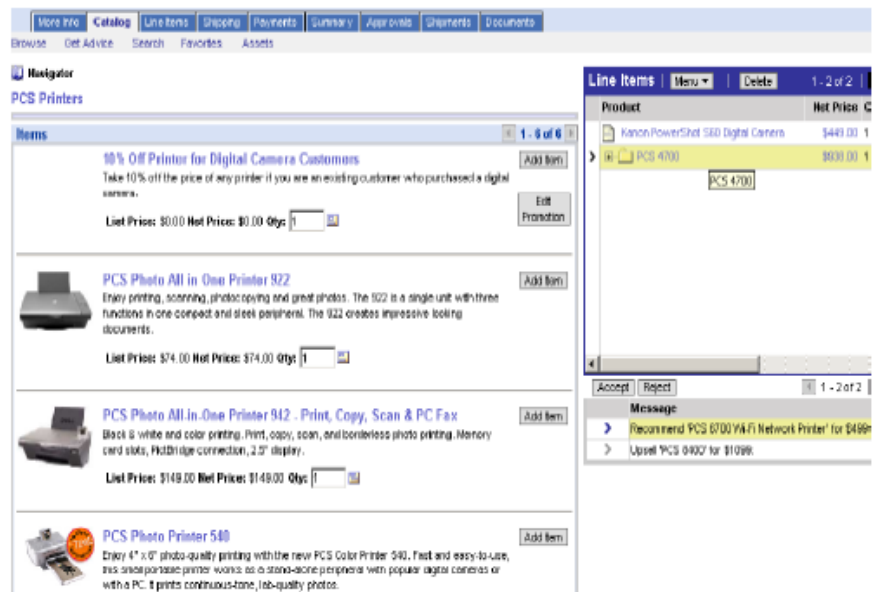 More Info Catalog Line Items Shipping Payments Summary Approvals Shipments Documents
Browse Get Advice Search Favorites Assets
Navigator
PCS Printers
Items 1 - 6 of 6
10% Off Printer for Digital Camera Customers
Add Item
Take 10% off the price of any printer if you are an existing customer who purchased a digital
camera.
Edit
Promotion
List Price: $0.00 Net Price: $0.00 Qty: 1
PCS Photo All in One Printer 922
Add Item
Enjoy printing, scanning, photocopying and great photos. The 922 is a single unit with three
functions in one compact and sleek peripheral. The 922 creates impressive looking
documents.
List Price: $74.00 Net Price: $74.00 Qty: 1
PCS Photo All-in-One Printer 942 - Print, Copy, Scan & PC Fax
Add Item
Black & white and color printing. Print, copy, scan, and borderless photo printing. Memory
card slots, PictBridge connection, 2.5" display.
List Price: $149.00 Net Price: $149.00 Qty: 1
PCS Photo Printer 540
Add Item
Enjoy 4" x 6" photo-quality printing with the new PCS Color Printer 540. Fast and easy-to-use,
this small portable printer works as a stand-alone peripheral with popular digital cameras or
with a PC. It prints continuous-tone, lab-quality photos.
Line Items Menu Delete 1 - 2 of 2
Product Net Price
Kanon PowerShot S60 Digital Camera $449.00 1
PCS 4700 1
PCS 4700
Accept Reject 1 - 2 of 2
Message
Recommend 'PCS 6700 Wi-Fi Network Printer' for
Upsell 'PCS 8400' for $1099.